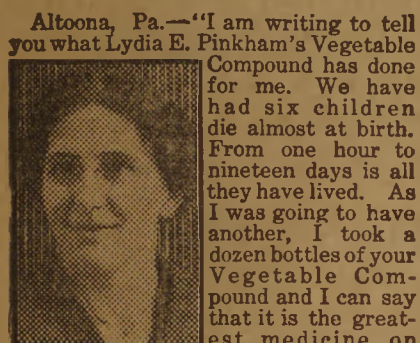 Altoona, Pa.—“I am writing to tell
you what Lydia E. Pinkham’s Vegetable
Compound has done
for me. We have
had six children
die almost at birth.
From one hour to
nineteen days is all
they have lived. As
I was going to have
another, I took a
dozen bottles of your
Vegetable Com-
pound and I can say
that it is the great-
est medicine on